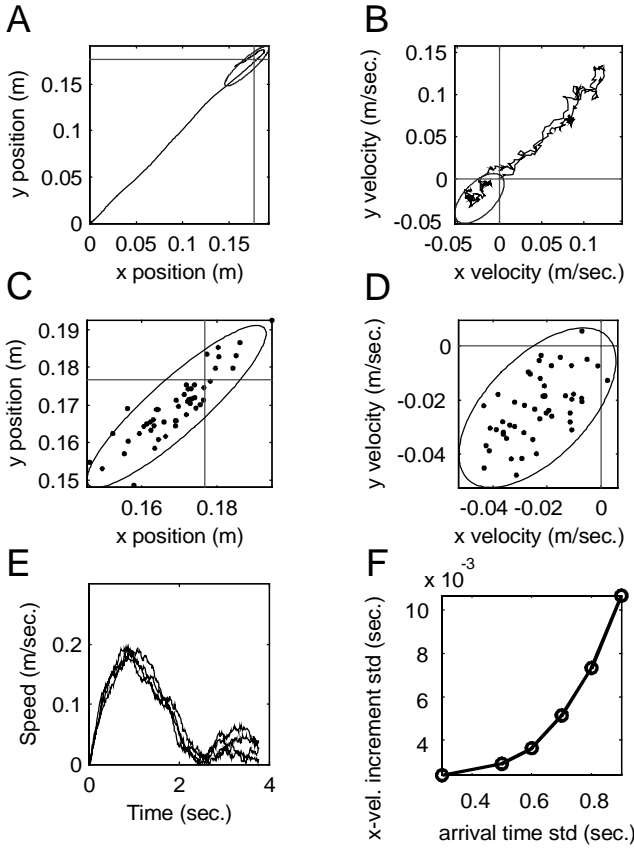 A
y position (m)
0.15
0.1
0.05
0
0 0.05 0.1 0.15
x position (m)
B
y velocity (m/sec.)
0.15
0.1
0.05
0
-0.05
-0.05 0 0.05 0.1
x velocity (m/sec.)
C
y position (m)
0.19
0.18
0.17
0.16
0.15
0.16 0.18
x position (m)
D
y velocity (m/sec.)
0
-0.02
-0.04
-0.04 -0.02 0
x velocity (m/sec.)
E
Speed (m/sec.)
0.2
0.1
0
0 2 4
Time (sec.)
F
x 10-3
x-vel. increment std (sec.)
10
8
6
4
0.4 0.6 0.8
arrival time std (sec.)